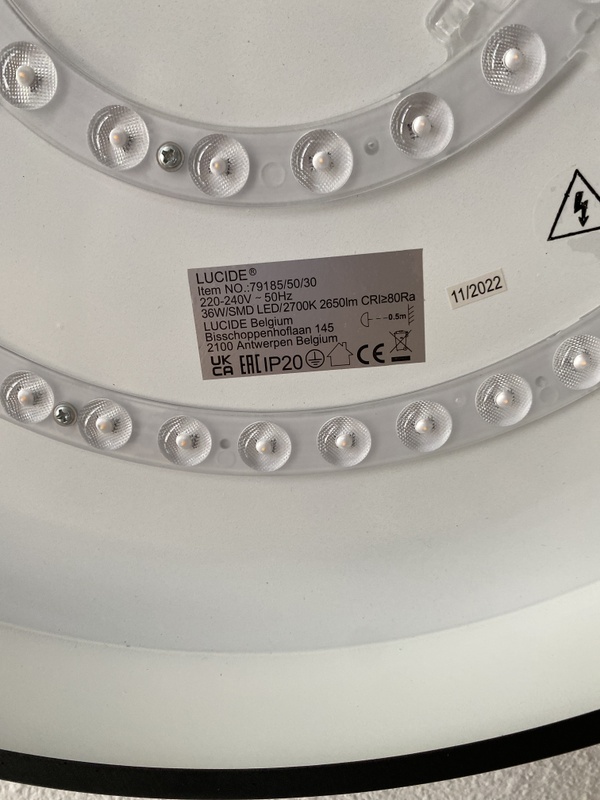 LUCIDE®
Item NO.:79185/50/30
220-240V ~ 50Hz
36W/SMD LED/2700K 2650lm CRI≥80Ra
LUCIDE Belgium
Bisschoppenhoflaan 145
2100 Antwerpen Belgium
0.5m
UK CA EAC IP20 CE
11/2022